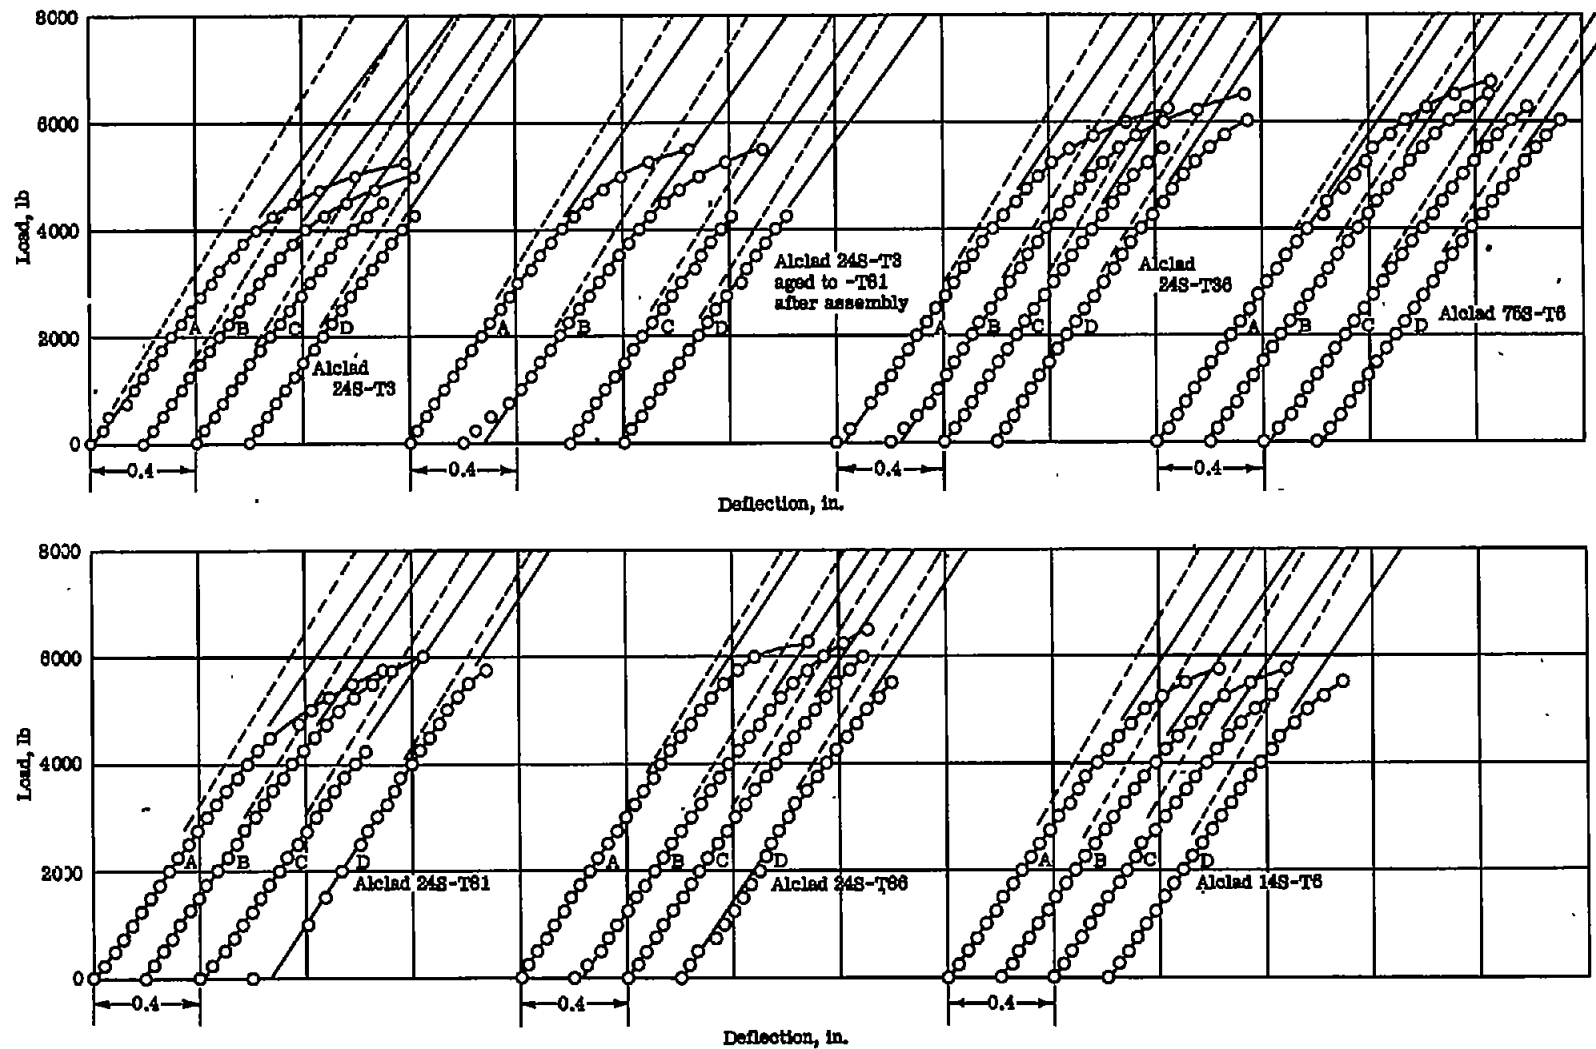 8000
6000
4000
2000
0
Load, lb
A
B
C
D
Alclad
24S-T3
A
B
C
D
Alclad 24S-T3
aged to -T81
after assembly
A
B
C
D
Alclad
24S-T36
A
B
C
D
Alclad 75S-T6
0.4
0.4
0.4
0.4
Deflection, in.
8000
6000
4000
2000
0
Load, lb
A
B
C
D
Alclad 24S-T81
A
B
C
D
Alclad 24S-T86
A
B
C
D
Alclad 14S-T6
0.4
0.4
0.4
Deflection, in.